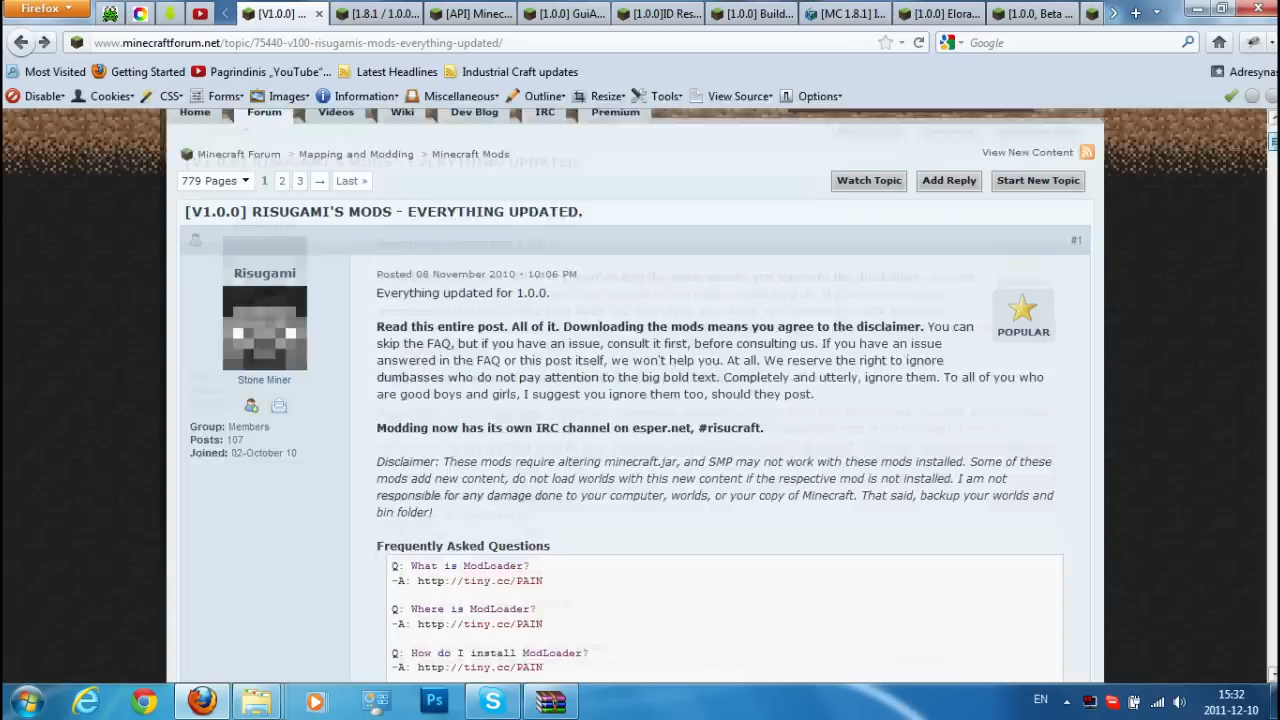 Firefox
[V1.0.0] ...
[1.8.1 / 1.0.0...
[API] Minec...
[1.0.0] GuiA...
[1.0.0]ID Res...
[1.0.0] Build...
[MC 1.8.1] I...
[1.0.0] Elora...
[1.0.0, Beta ...
www.minecraftforum.net/topic/75440-v100-risugamis-mods-everything-updated/
Google
Most Visited Getting Started Pagrindinis „YouTube“... Latest Headlines Industrial Craft updates Adresynas
Disable Cookies CSS Forms Images Information Miscellaneous Outline Resize Tools View Source Options
Home Forum Videos Wiki Dev Blog IRC Premium
Minecraft Forum Mapping and Modding Minecraft Mods
View New Content
779 Pages 1 2 3 → Last »
Watch Topic Add Reply Start New Topic
[V1.0.0] RISUGAMI'S MODS - EVERYTHING UPDATED.
#1
Risugami
Stone Miner
Group: Members
Posts: 107
Joined: 02-October 10
Posted 08 November 2010 - 10:06 PM
Everything updated for 1.0.0.
POPULAR
Read this entire post. All of it. Downloading the mods means you agree to the disclaimer. You can
skip the FAQ, but if you have an issue, consult it first, before consulting us. If you have an issue
answered in the FAQ or this post itself, we won't help you. At all. We reserve the right to ignore
dumbasses who do not pay attention to the big bold text. Completely and utterly, ignore them. To all of you who
are good boys and girls, I suggest you ignore them too, should they post.
Modding now has its own IRC channel on esper.net, #risucraft.
Disclaimer: These mods require altering minecraft.jar, and SMP may not work with these mods installed. Some of these
mods add new content, do not load worlds with this new content if the respective mod is not installed. I am not
responsible for any damage done to your computer, worlds, or your copy of Minecraft. That said, backup your worlds and
bin folder!
Frequently Asked Questions
Q: What is ModLoader?
-A: http://tiny.cc/PAIN
Q: Where is ModLoader?
-A: http://tiny.cc/PAIN
Q: How do I install ModLoader?
-A: http://tiny.cc/PAIN
Ps
EN
15:32
2011-12-10